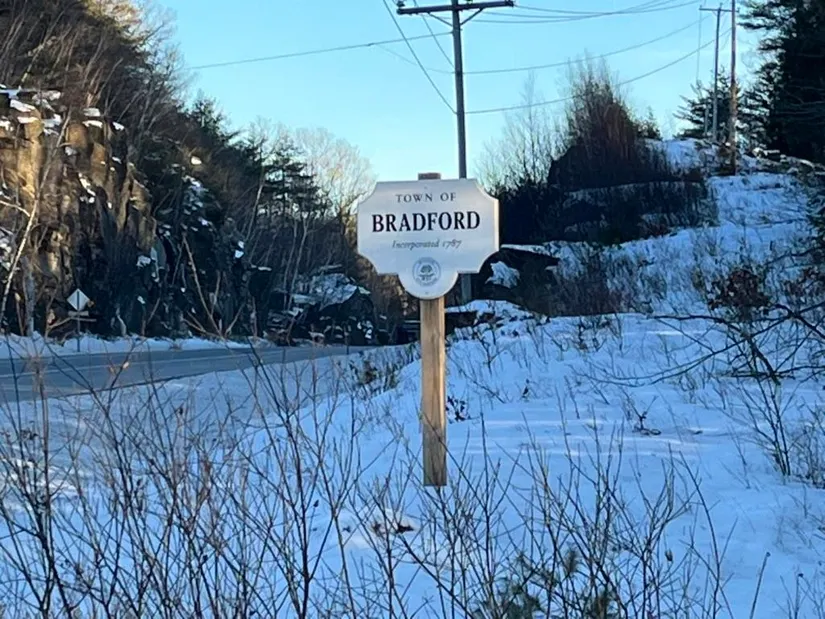 TOWN OF
BRADFORD
Incorporated 1787